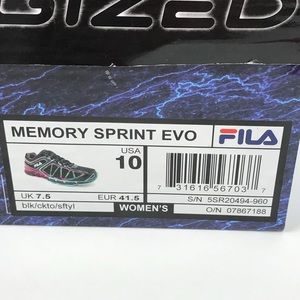 GIZED
MEMORY SPRINT EVO
FILA
USA
10
7 31616 56703 7
UK 7.5
EUR 41.5
S/N 5SR20494-960
blk/ckto/sftyl
WOMEN'S
O/N 07867188